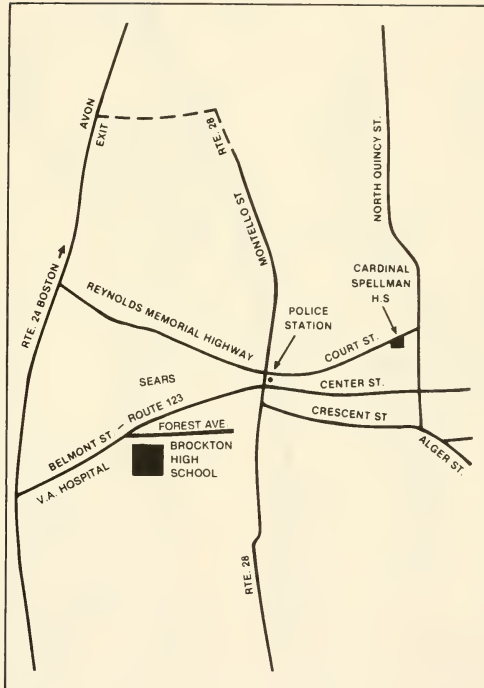 AVON
EXIT
RTE. 28
MONTELLO ST
NORTH QUINCY ST.
RTE. 24 BOSTON
REYNOLDS MEMORIAL HIGHWAY
POLICE
STATION
CARDINAL
SPELLMAN
H.S
COURT ST.
SEARS
CENTER ST.
BELMONT ST - ROUTE 123
CRESCENT ST
FOREST AVE.
ALGER ST.
V.A. HOSPITAL
BROCKTON
HIGH
SCHOOL
RTE. 28